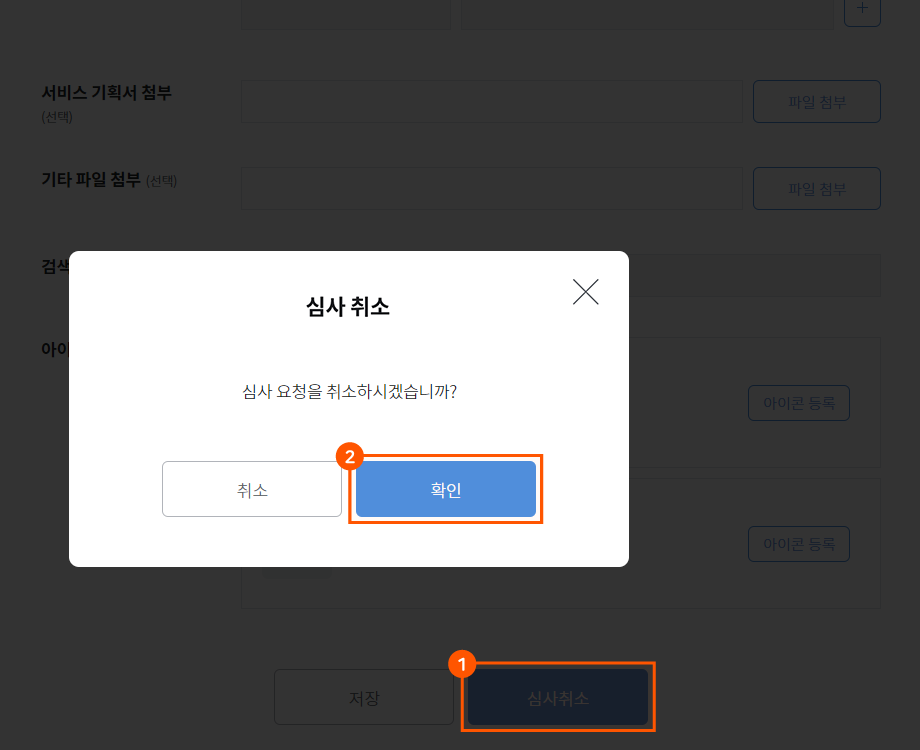 +
서비스 기획서 첨부
(선택)
파일 첨부
기타 파일 첨부 (선택)
파일 첨부
검색
심사 취소
아이
심사 요청을 취소하시겠습니까?
아이콘 등록
2
취소
확인
아이콘 등록
1
저장
심사취소